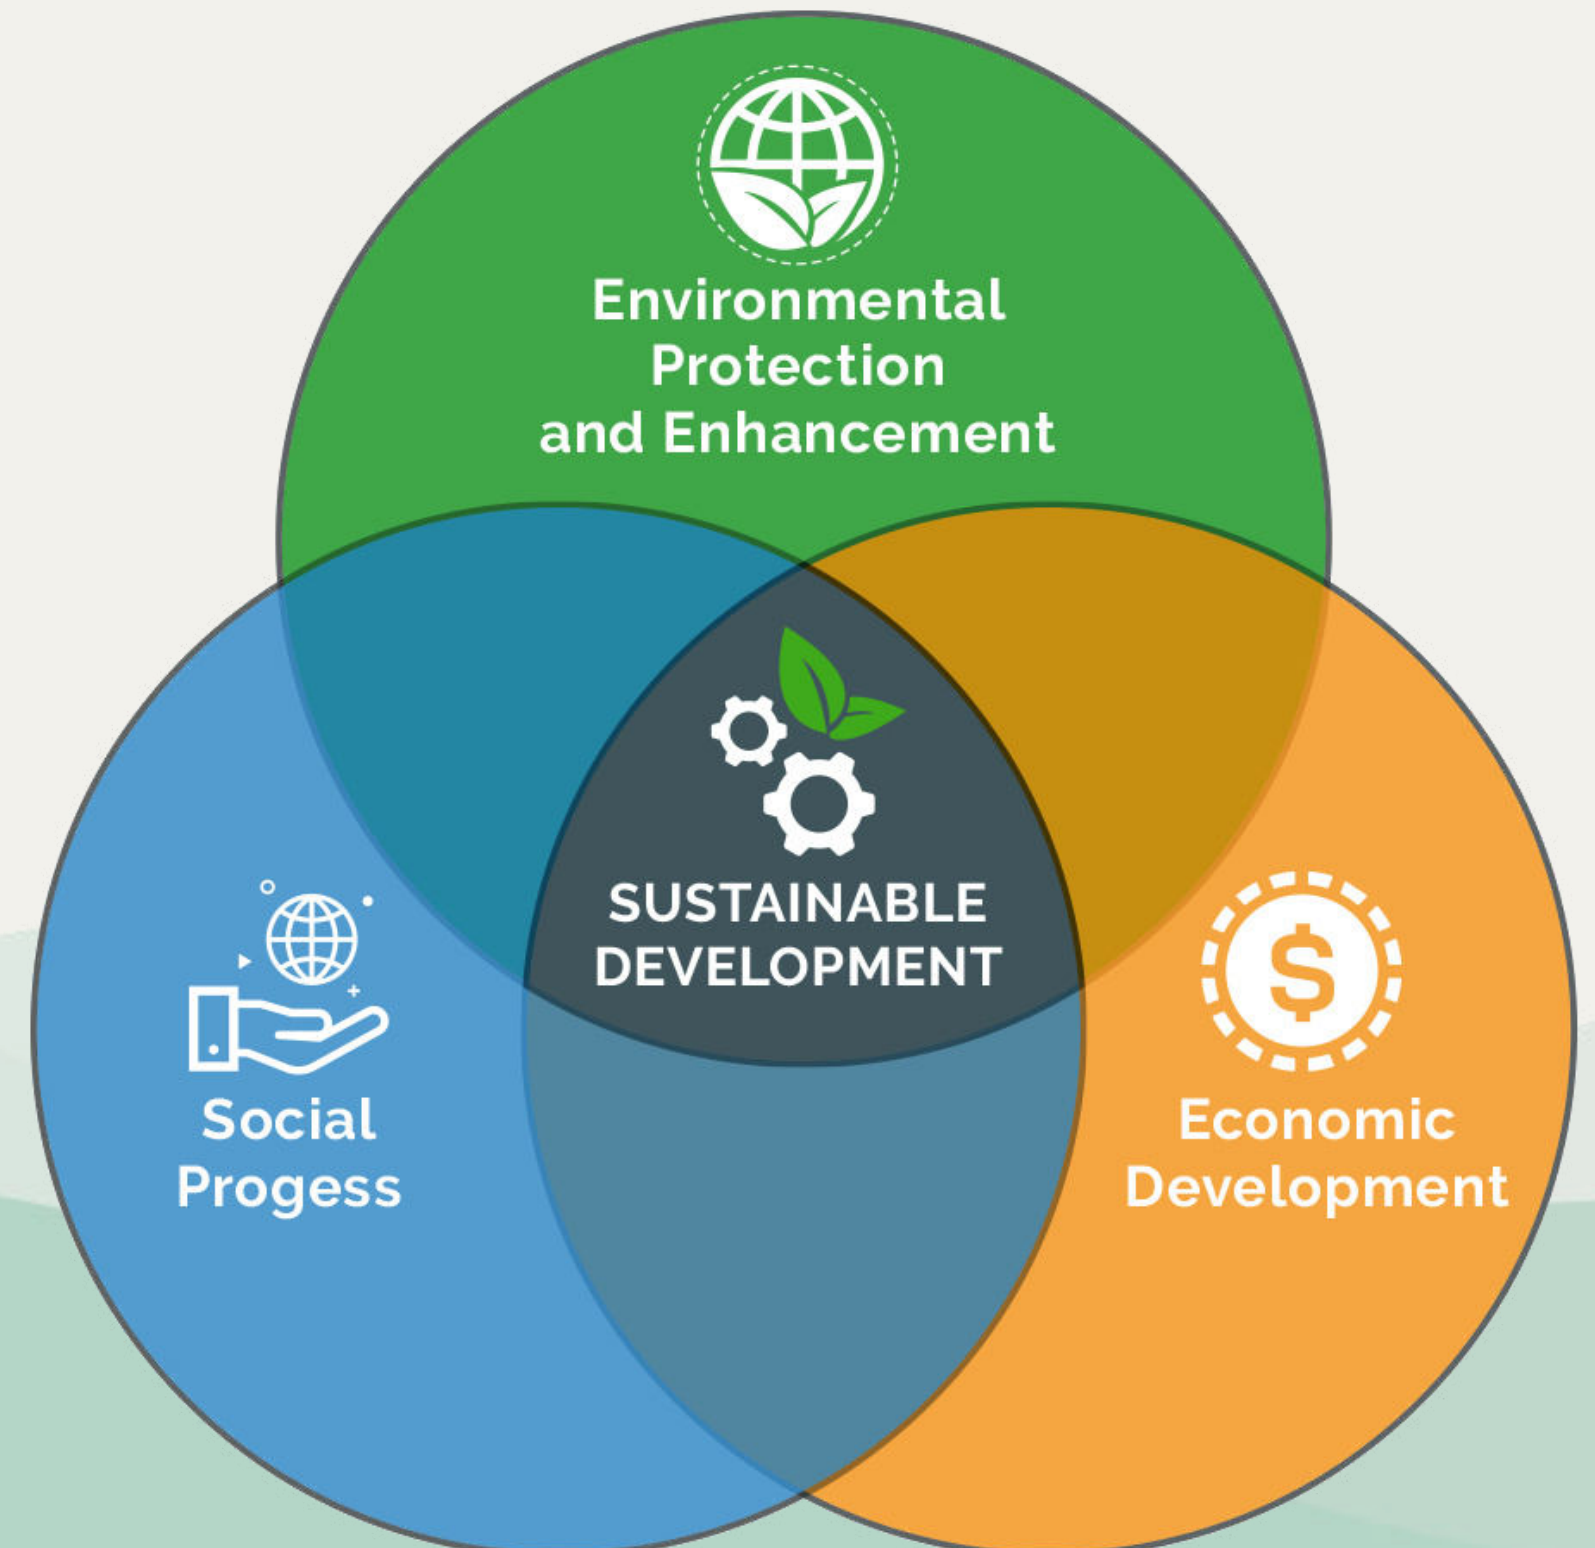 Environmental
Protection
and Enhancement
SUSTAINABLE
DEVELOPMENT
$
Social
Progess
Economic
Development